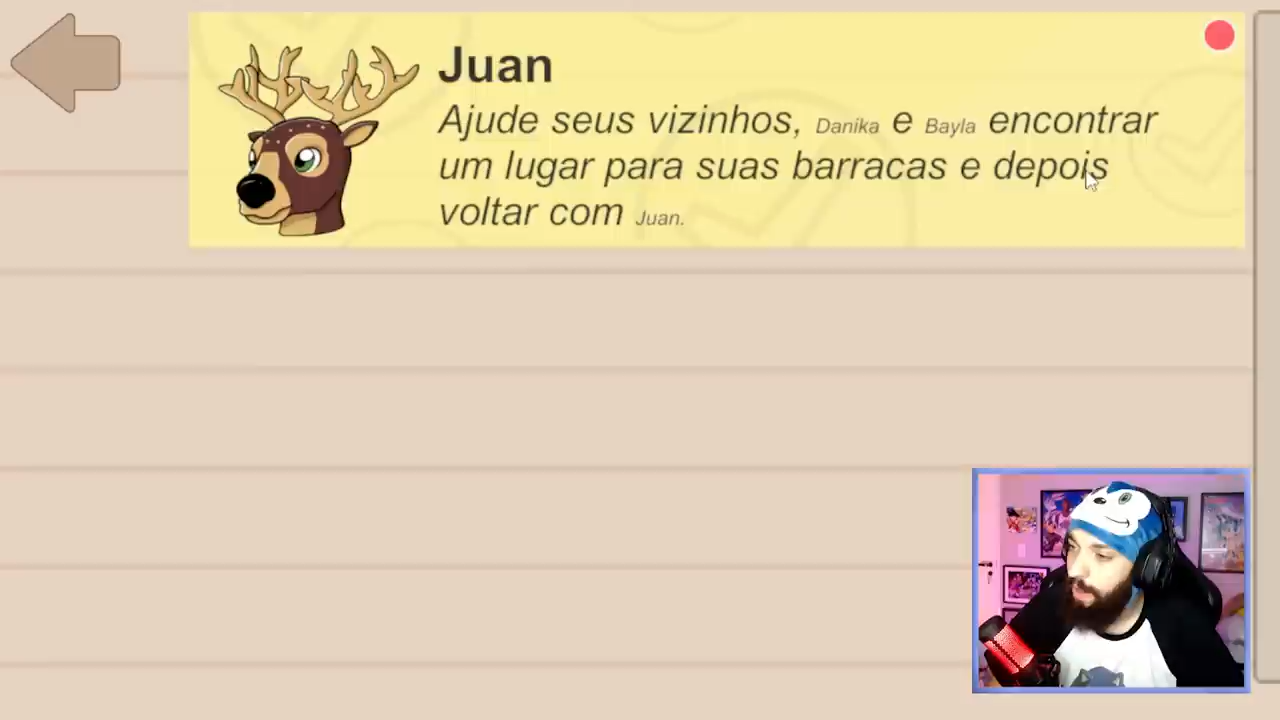 Juan
Ajude seus vizinhos, Danika e Bayla encontrar
um lugar para suas barracas e depois
voltar com Juan.